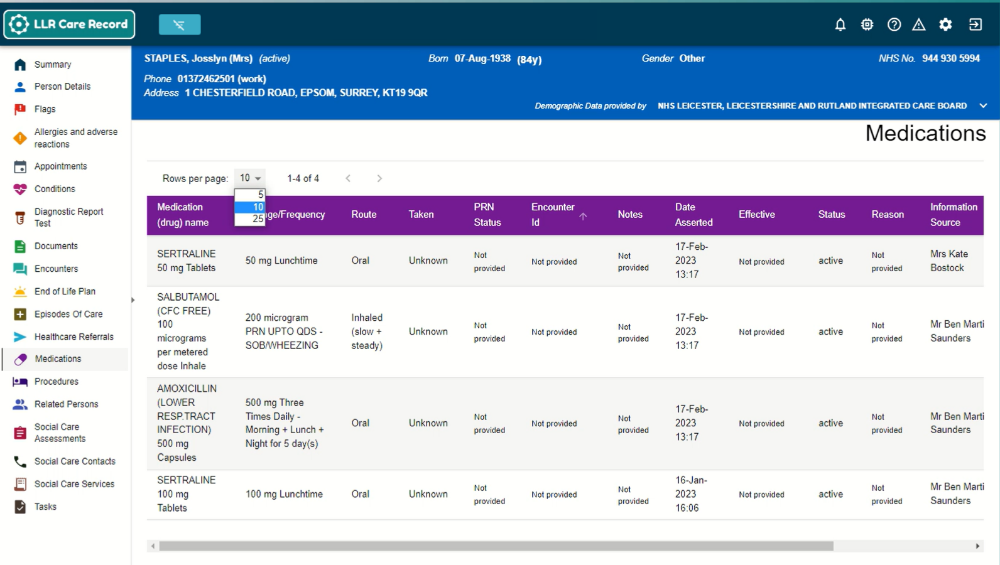 LLR Care Record
STAPLES, Josslyn (Mrs) (active)
Born 07-Aug-1938 (84y)
Gender Other
NHS No. 944 930 5994
Phone 01372462501 (work)
Address 1 CHESTERFIELD ROAD, EPSOM, SURREY, KT19 9QR
Demographic Data provided by NHS LEICESTER, LEICESTERSHIRE AND RUTLAND INTEGRATED CARE BOARD
Summary
Person Details
Flags
Allergies and adverse
reactions
Appointments
Conditions
Diagnostic Report
Test
Documents
Encounters
End of Life Plan
Episodes Of Care
Healthcare Referrals
Medications
Procedures
Related Persons
Social Care
Assessments
Social Care Contacts
Social Care Services
Tasks
Medications
Rows per page: 10 1-4 of 4
5
10
25
Medication
(drug) name
ge/Frequency
Route
Taken
PRN
Status
Encounter
Id
Notes
Date
Asserted
Effective
Status
Reason
Information
Source
SERTRALINE
50 mg Tablets
50 mg Lunchtime
Oral
Unknown
Not
provided
Not provided
Not
provided
17-Feb-
2023
13:17
Not provided
active
Not
provided
Mrs Kate
Bostock
SALBUTAMOL
(CFC FREE)
100
micrograms
per metered
dose Inhale
200 microgram
PRN UPTO QDS -
SOB/WHEEZING
Inhaled
(slow +
steady)
Unknown
Not
provided
Not provided
Not
provided
17-Feb-
2023
13:17
Not provided
active
Not
provided
Mr Ben Marti
Saunders
AMOXICILLIN
(LOWER
RESP.TRACT
INFECTION)
500 mg
Capsules
500 mg Three
Times Daily -
Morning + Lunch +
Night for 5 day(s)
Oral
Unknown
Not
provided
Not provided
Not
provided
17-Feb-
2023
13:17
Not provided
active
Not
provided
Mr Ben Marti
Saunders
SERTRALINE
100 mg
Tablets
100 mg Lunchtime
Oral
Unknown
Not
provided
Not provided
Not
provided
16-Jan-
2023
16:06
Not provided
active
Not
provided
Mr Ben Marti
Saunders